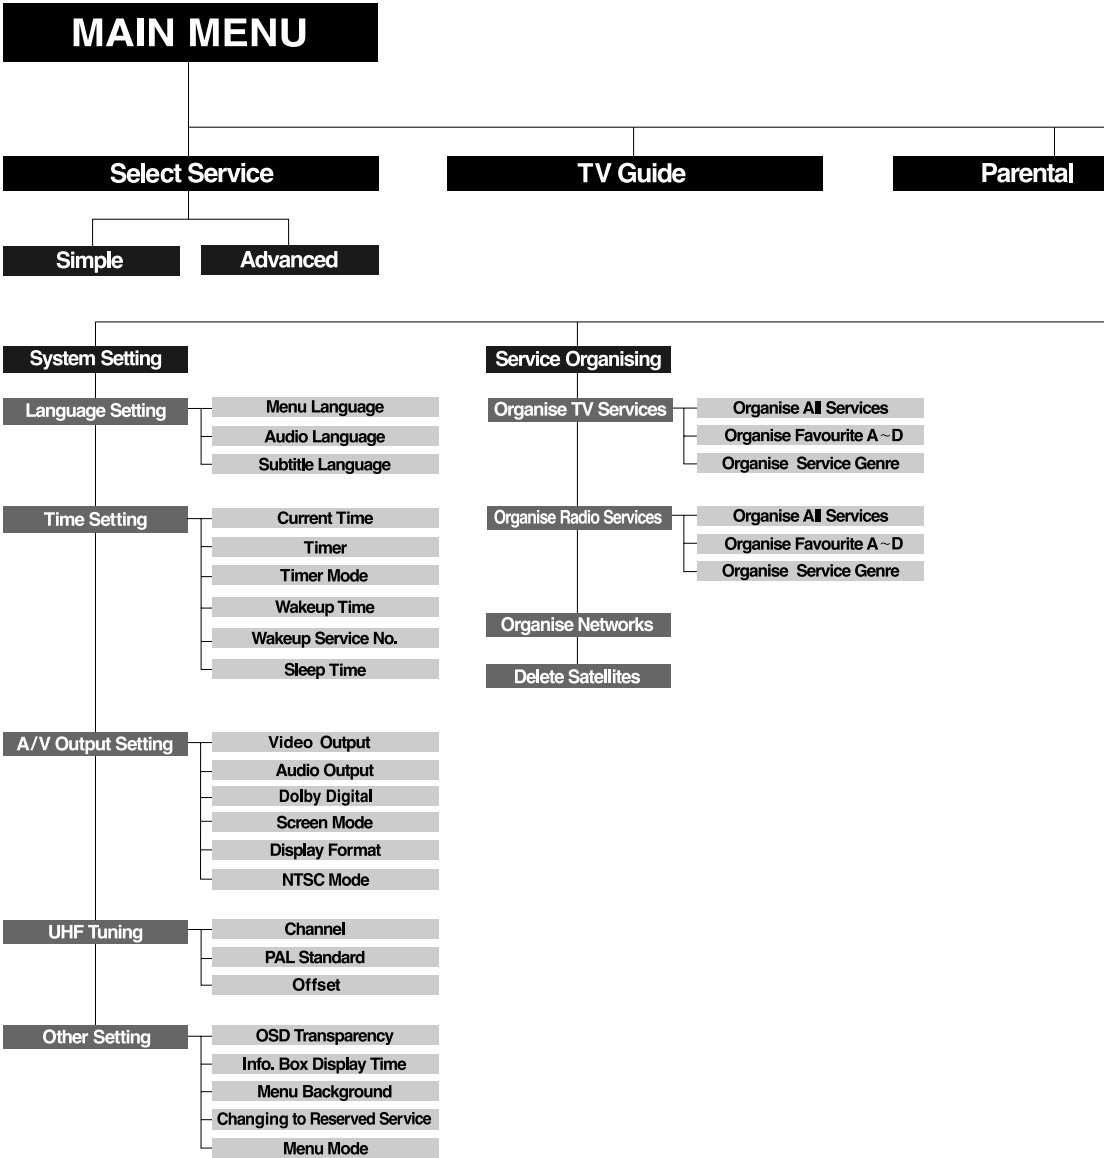 MAIN MENU
Select Service
TV Guide
Parental
Simple
Advanced
System Setting
Language Setting
Menu Language
Audio Language
Subtitle Language
Time Setting
Current Time
Timer
Timer Mode
Wakeup Time
Wakeup Service No.
Sleep Time
A/V Output Setting
Video Output
Audio Output
Dolby Digital
Screen Mode
Display Format
NTSC Mode
UHF Tuning
Channel
PAL Standard
Offset
Other Setting
OSD Transparency
Info. Box Display Time
Menu Background
Changing to Reserved Service
Menu Mode
Service Organising
Organise TV Services
Organise All Services
Organise Favourite A~D
Organise Service Genre
Organise Radio Services
Organise All Services
Organise Favourite A~D
Organise Service Genre
Organise Networks
Delete Satellites